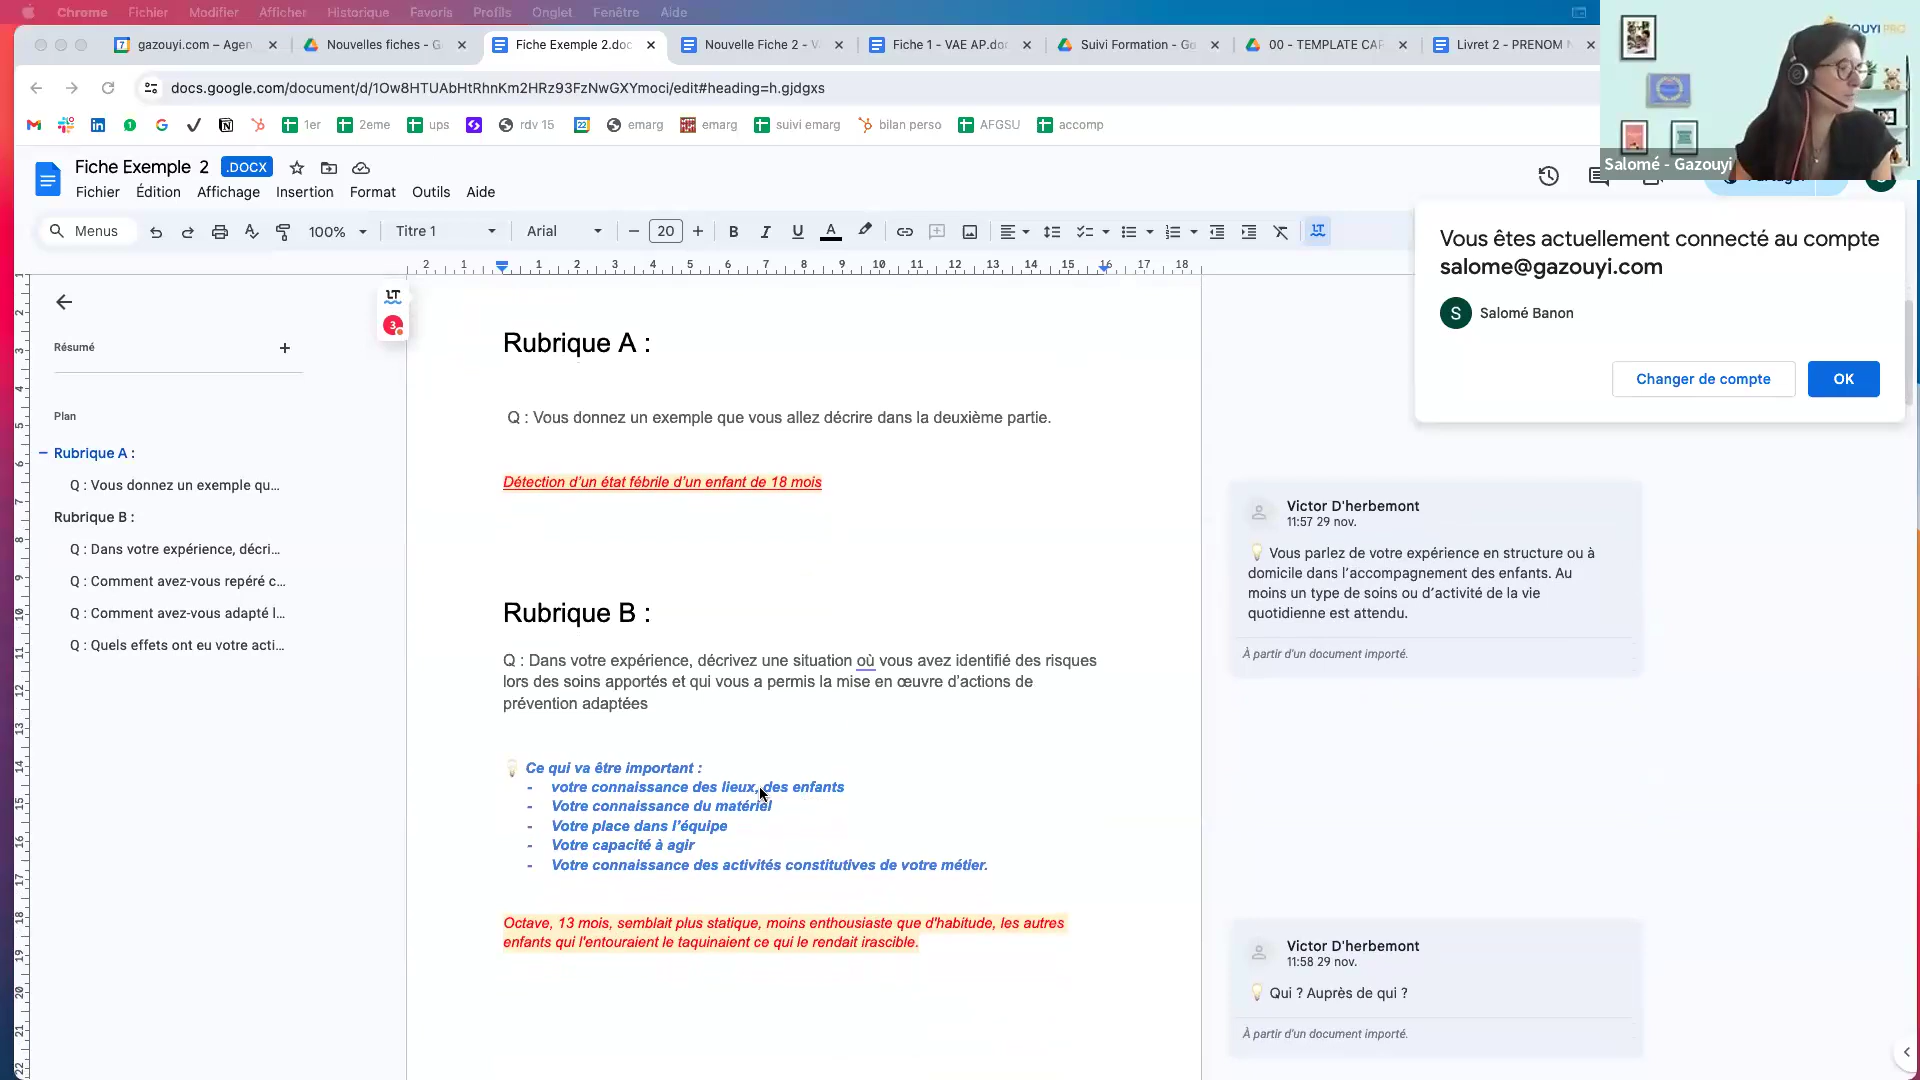 Chrome Fichier Modifier Afficher Historique Favoris Profils Onglet Fenêtre Aide
gazouyi.com – Agen
Nouvelles fiches - G
Fiche Exemple 2.doc
Nouvelle Fiche 2 - V
Fiche 1 - VAE AP.do
Suivi Formation - Go
00 - TEMPLATE CAP
Livret 2 - PRENOM
docs.google.com/document/d/1Ow8HTUAbHtRhnKm2HRz93FzNwGXYmoci/edit#heading=h.gjdgxs
1er 2eme ups rdv 15 emarg emarg suivi emarg bilan perso AFGSU accomp
Salomé - Gazouyi
Fiche Exemple 2 .DOCX
Fichier Édition Affichage Insertion Format Outils Aide
Menus 100% Titre 1 Arial 20
Vous êtes actuellement connecté au compte
salome@gazouyi.com
S Salomé Banon
Changer de compte OK
Résumé
Plan
Rubrique A :
Q : Vous donnez un exemple qu...
Rubrique B :
Q : Dans votre expérience, décri...
Q : Comment avez-vous repéré c...
Q : Comment avez-vous adapté l...
Q : Quels effets ont eu votre acti...
3
Rubrique A :
Q : Vous donnez un exemple que vous allez décrire dans la deuxième partie.
Détection d'un état fébrile d'un enfant de 18 mois
Rubrique B :
Q : Dans votre expérience, décrivez une situation où vous avez identifié des risques
lors des soins apportés et qui vous a permis la mise en œuvre d'actions de
prévention adaptées
Ce qui va être important :
- votre connaissance des lieux, des enfants
- Votre connaissance du matériel
- Votre place dans l'équipe
- Votre capacité à agir
- Votre connaissance des activités constitutives de votre métier.
Octave, 13 mois, semblait plus statique, moins enthousiaste que d'habitude, les autres
enfants qui l'entouraient le taquinaient ce qui le rendait irascible.
Victor D'herbemont
11:57 29 nov.
Vous parlez de votre expérience en structure ou à
domicile dans l'accompagnement des enfants. Au
moins un type de soins ou d'activité de la vie
quotidienne est attendu.
À partir d'un document importé.
Victor D'herbemont
11:58 29 nov.
Qui ? Auprès de qui ?
À partir d'un document importé.